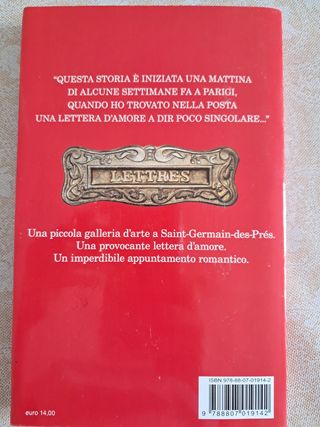 “QUESTA STORIA È INIZIATA UNA MATTINA
DI ALCUNE SETTIMANE FA A PARIGI,
QUANDO HO TROVATO NELLA POSTA
UNA LETTERA D'AMORE A DIR POCO SINGOLARE...”
LETTRES
Una piccola galleria d'arte a Saint-Germain-des-Prés.
Una provocante lettera d'amore.
Un imperdibile appuntamento romantico.
ISBN 978-88-07-01914-2
9 788807 019142
euro 14,00